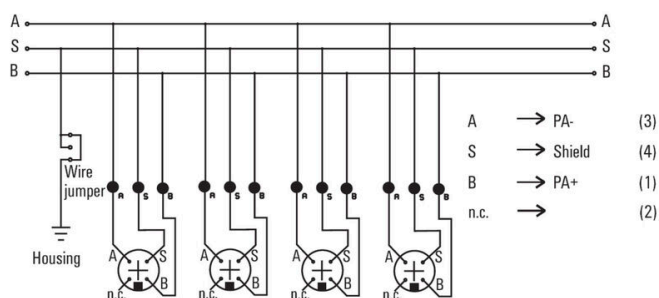 A A
S S
B B
A → PA- (3)
S → Shield (4)
B → PA+ (1)
n.c. → (2)
Wire
jumper
A S B A S B A S B A S B
Housing
A S A S A S A S
n.c. B n.c. B n.c. B n.c. B